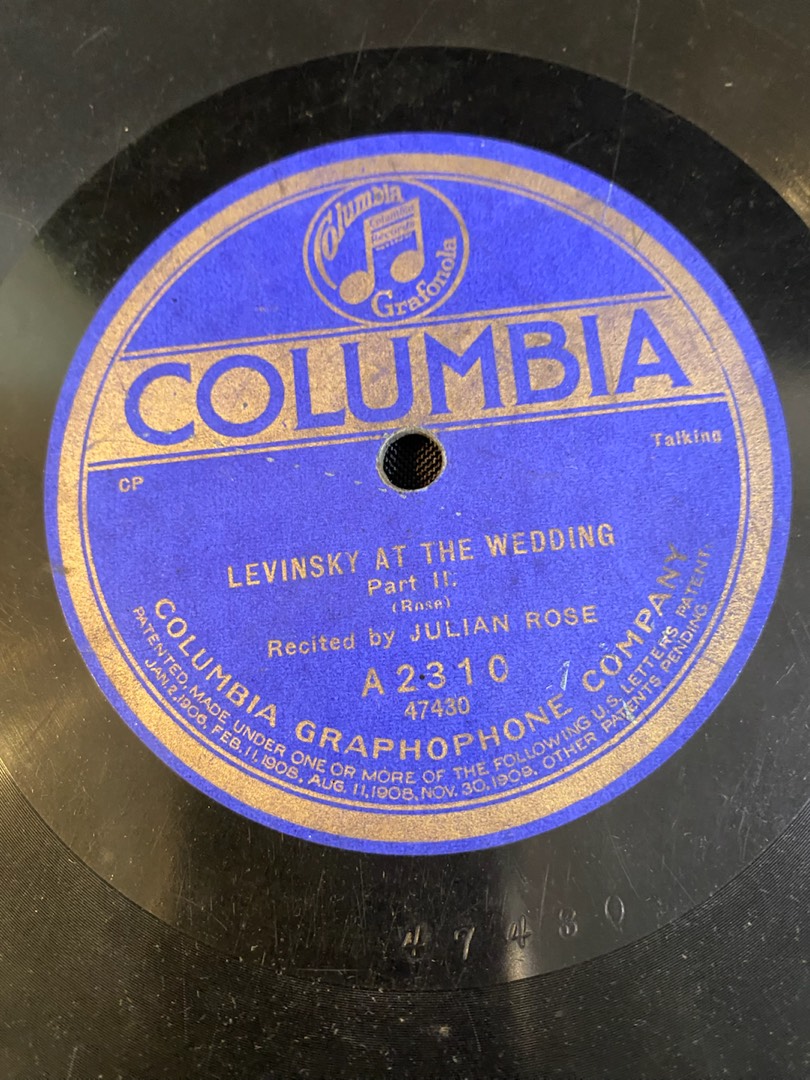 Columbia
Columbia
Records
Grafonola
COLUMBIA
CP
Talking
LEVINSKY AT THE WEDDING
Part II.
(Rose)
Recited by JULIAN ROSE
A2310
47430
COLUMBIA GRAPHOPHONE COMPANY
PATENTED, MADE UNDER ONE OR MORE OF THE FOLLOWING U.S. LETTERS PATENT.
JAN. 2, 1906, FEB. 11, 1908, AUG. 11, 1908, NOV. 30, 1909. OTHER PATENTS PENDING.
47480